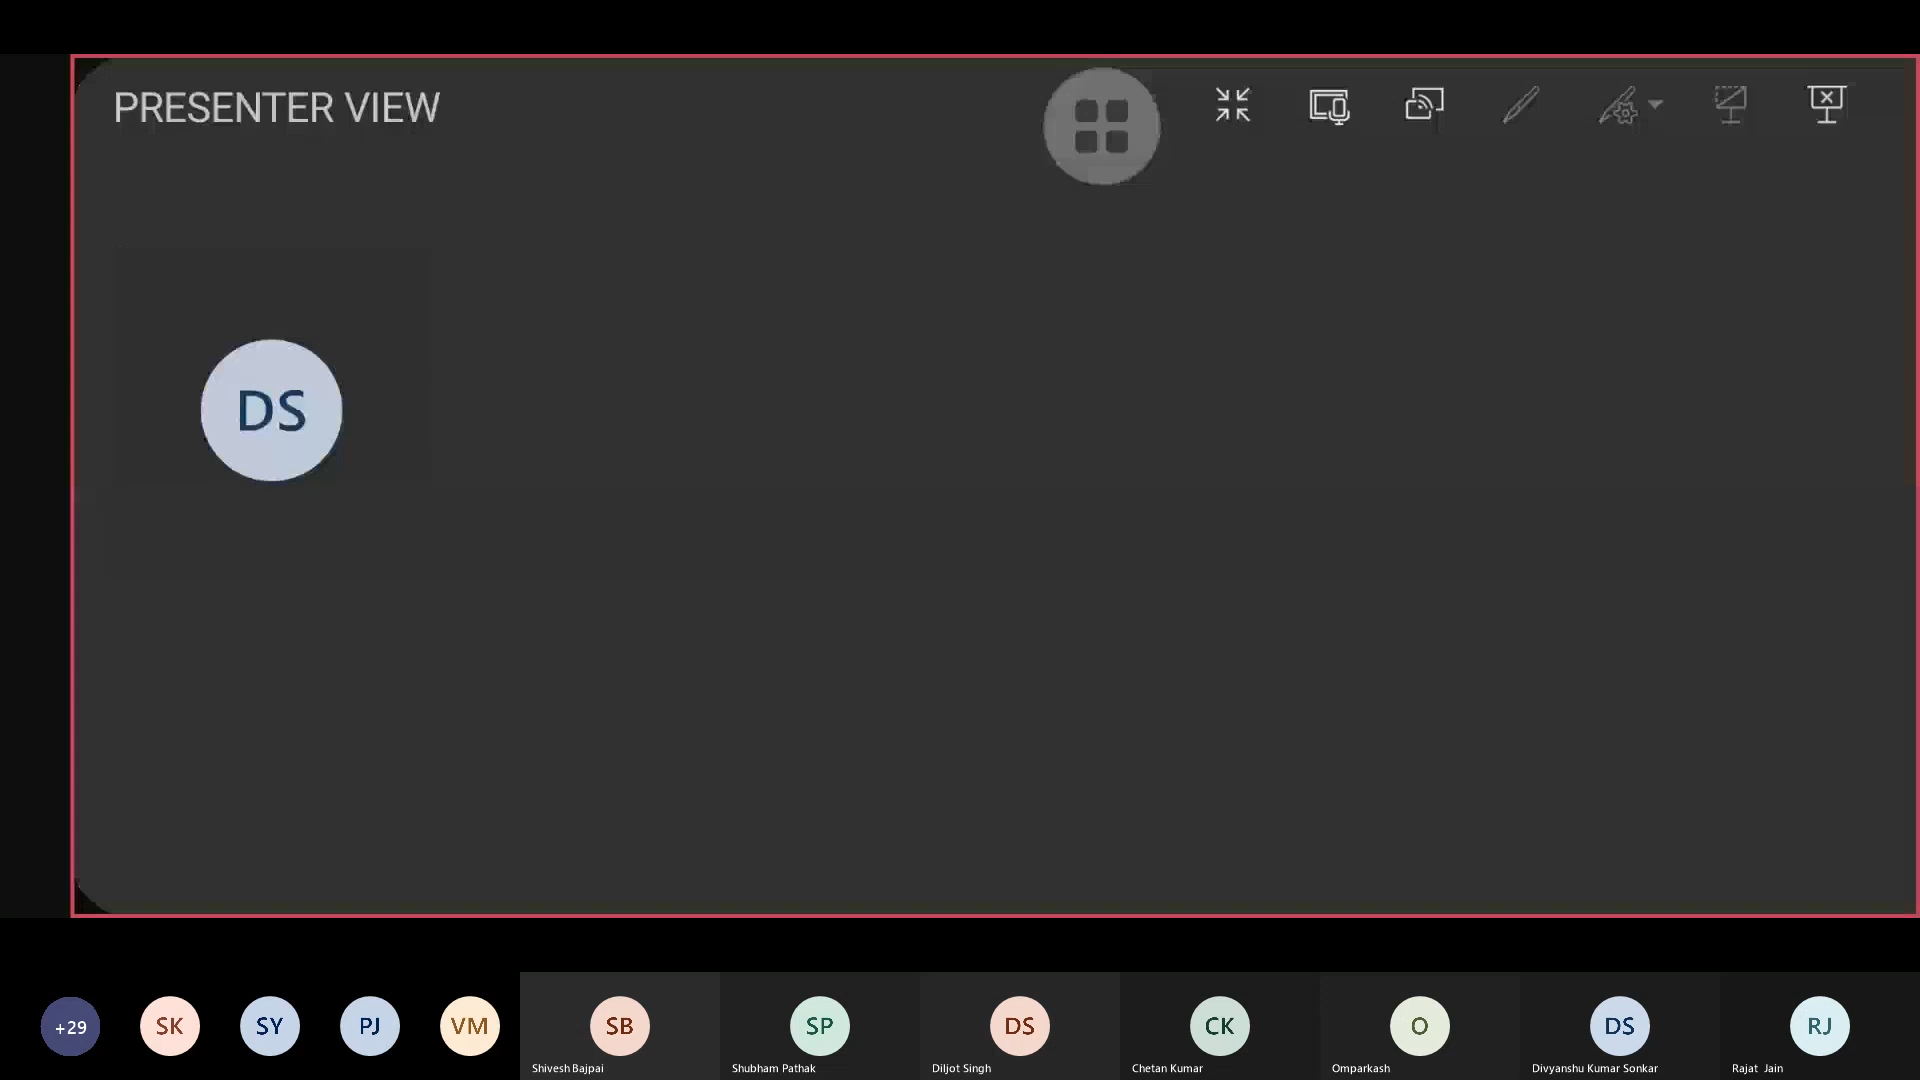 PRESENTER VIEW
DS
+29
SK
SY
PJ
VM
SB
SP
DS
CK
O
DS
RJ
Shivesh Bajpai
Shubham Pathak
Diljot Singh
Chetan Kumar
Omparkash
Divyanshu Kumar Sonkar
Rajat Jain